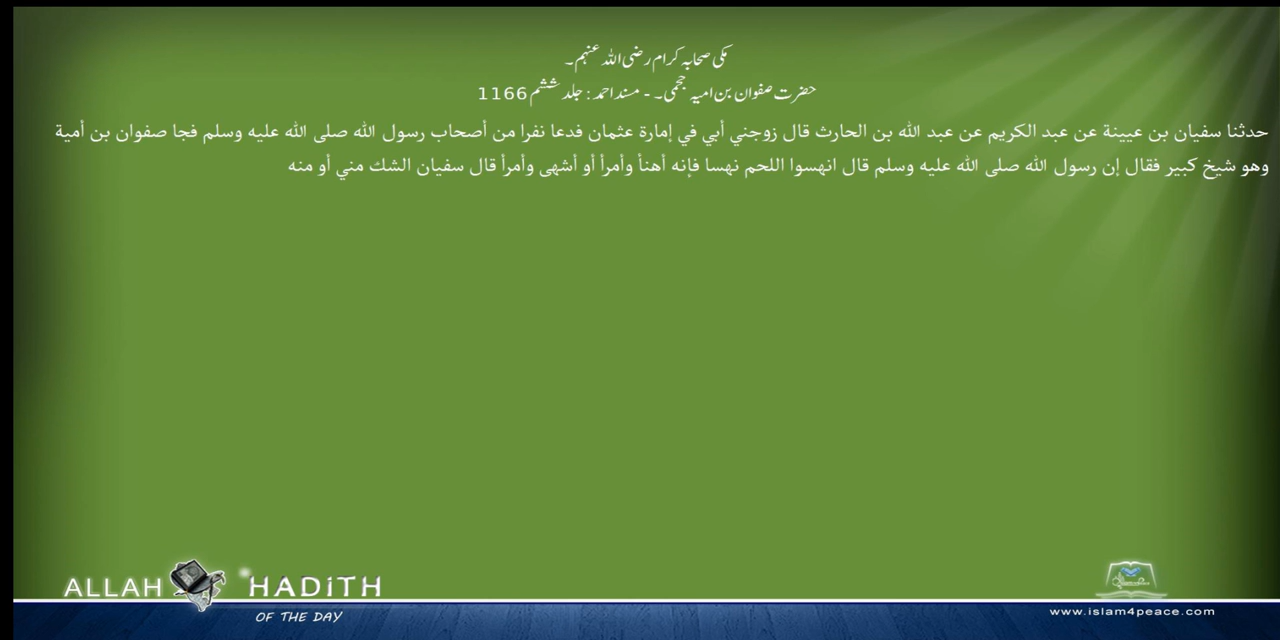 مکی صحابہ کرام رضی اللہ عنہم۔
حضرت صفوان بن امیہ جمحی۔ - مسند احمد : جلد ششم 1166
حدثنا سفيان بن عيينة عن عبد الكريم عن عبد الله بن الحارث قال زوجني أبي في إمارة عثمان فدعا نفرا من أصحاب رسول الله صلى الله عليه وسلم فجا صفوان بن أمية
وهو شيخ كبير فقال إن رسول الله صلى الله عليه وسلم قال انهسوا اللحم نهسا فإنه أهنأ وأمرأ أو أشهى وأمرأ قال سفيان الشك مني أو منه
ALLAH HADITH
OF THE DAY
www.islam4peace.com